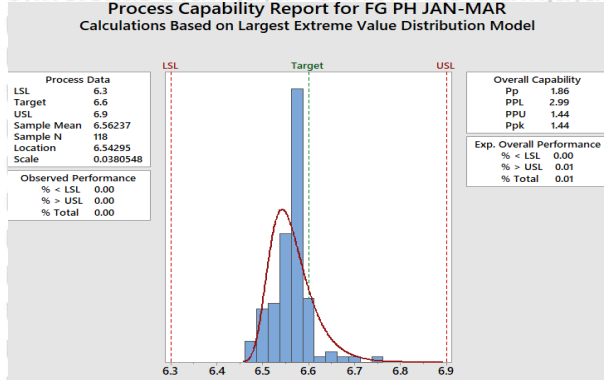 Process Capability Report for FG PH JAN-MAR
Calculations Based on Largest Extreme Value Distribution Model
LSL Target USL
Process Data
LSL 6.3
Target 6.6
USL 6.9
Sample Mean 6.56237
Sample N 118
Location 6.54295
Scale 0.0380548
Observed Performance
% < LSL 0.00
% > USL 0.00
% Total 0.00
Overall Capability
Pp 1.86
PPL 2.99
PPU 1.44
Ppk 1.44
Exp. Overall Performance
% < LSL 0.00
% > USL 0.01
% Total 0.01
6.3 6.4 6.5 6.6 6.7 6.8 6.9